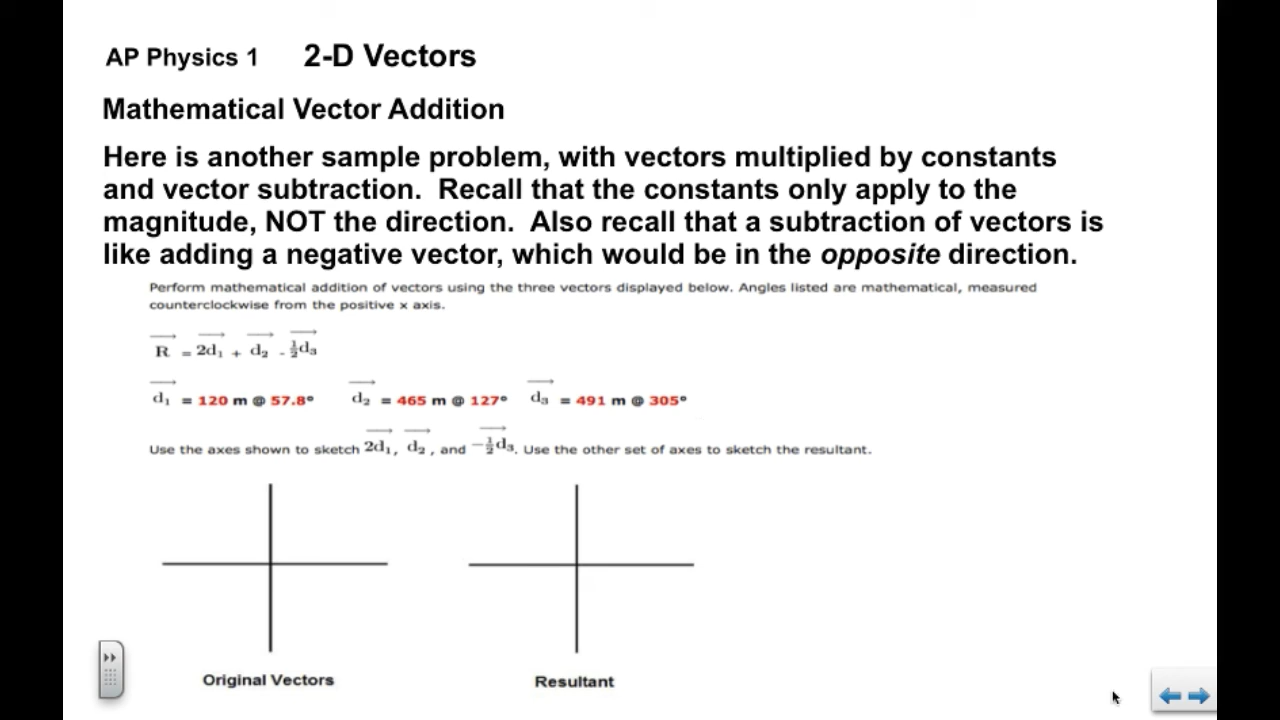 AP Physics 1 2-D Vectors
Mathematical Vector Addition
Here is another sample problem, with vectors multiplied by constants
and vector subtraction. Recall that the constants only apply to the
magnitude, NOT the direction. Also recall that a subtraction of vectors is
like adding a negative vector, which would be in the opposite direction.
Perform mathematical addition of vectors using the three vectors displayed below. Angles listed are mathematical, measured
counterclockwise from the positive x axis.
R⃗ = 2d₁⃗ + d₂⃗ - ½d₃⃗
d₁⃗ = 120 m @ 57.8° d₂⃗ = 465 m @ 127° d₃⃗ = 491 m @ 305°
Use the axes shown to sketch 2d₁⃗, d₂⃗, and -½d₃⃗. Use the other set of axes to sketch the resultant.
Original Vectors Resultant